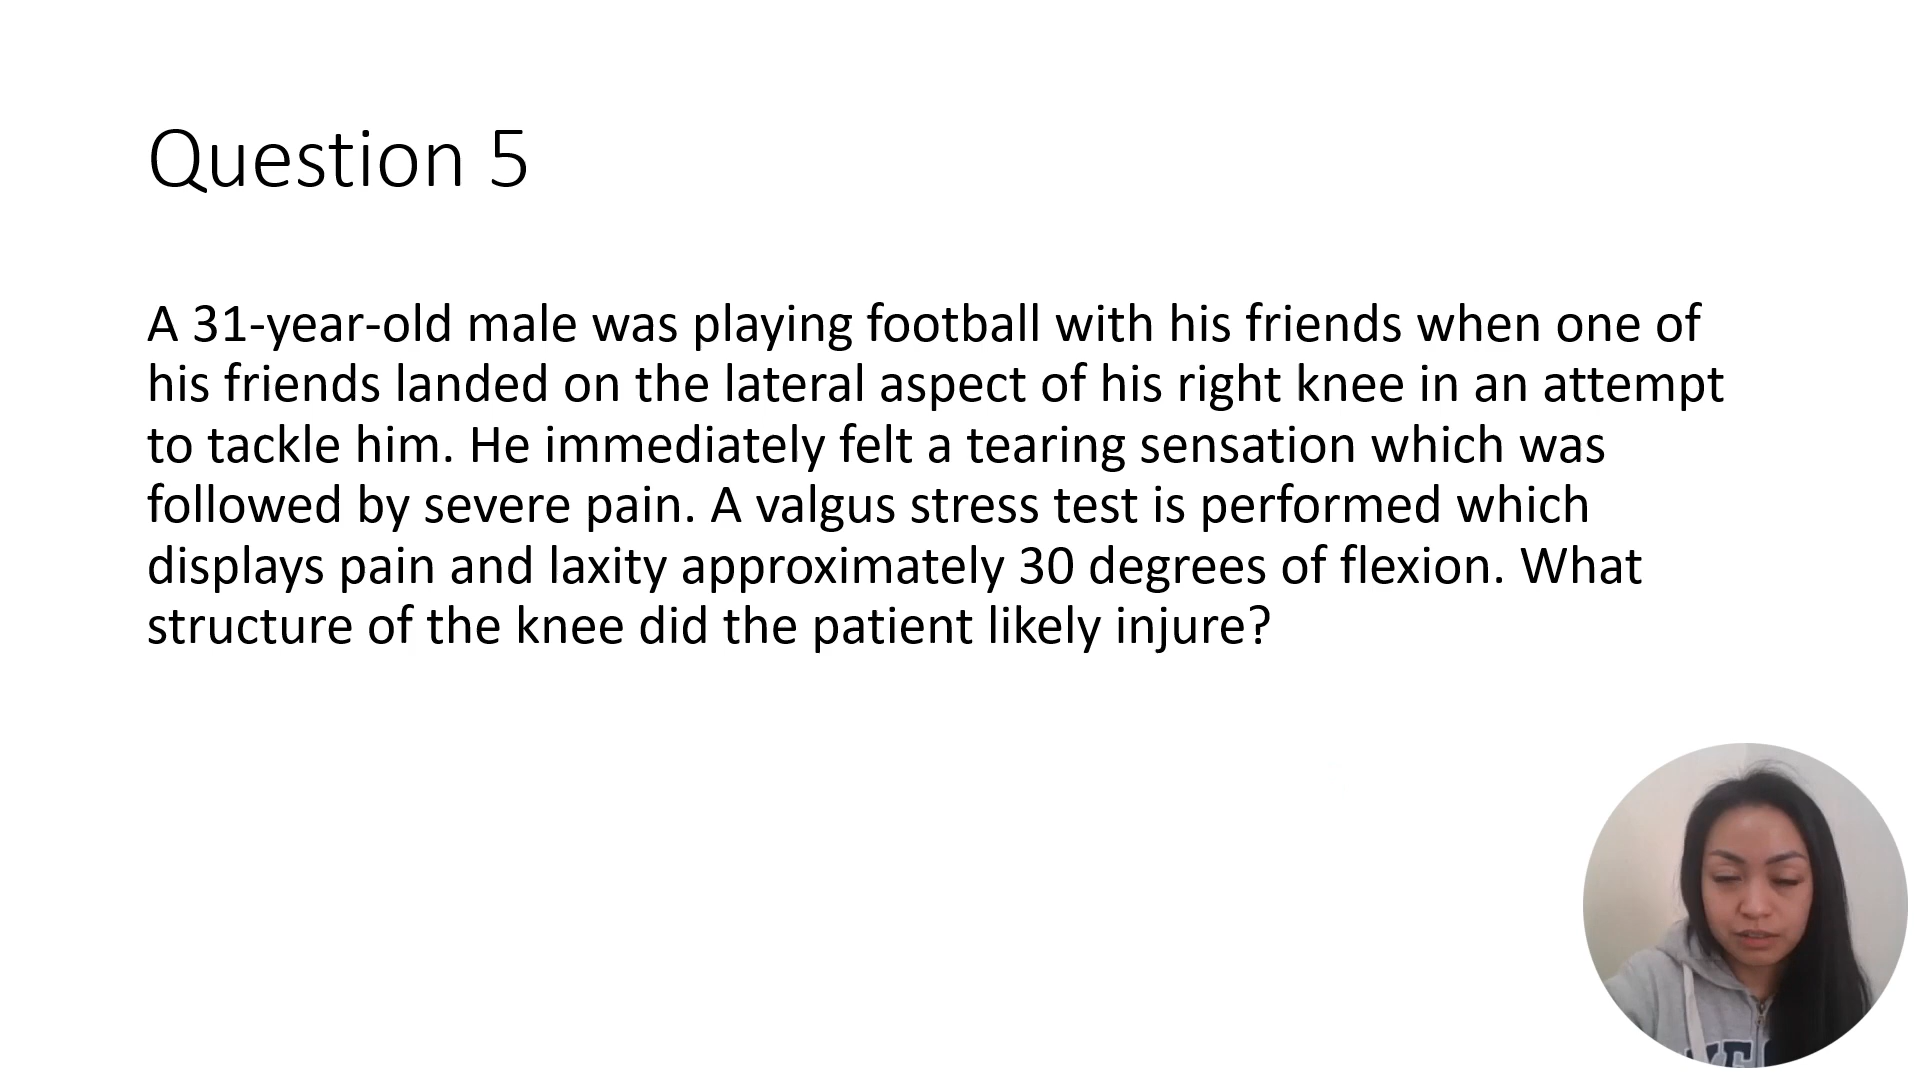 Question 5
A 31-year-old male was playing football with his friends when one of
his friends landed on the lateral aspect of his right knee in an attempt
to tackle him. He immediately felt a tearing sensation which was
followed by severe pain. A valgus stress test is performed which
displays pain and laxity approximately 30 degrees of flexion. What
structure of the knee did the patient likely injure?